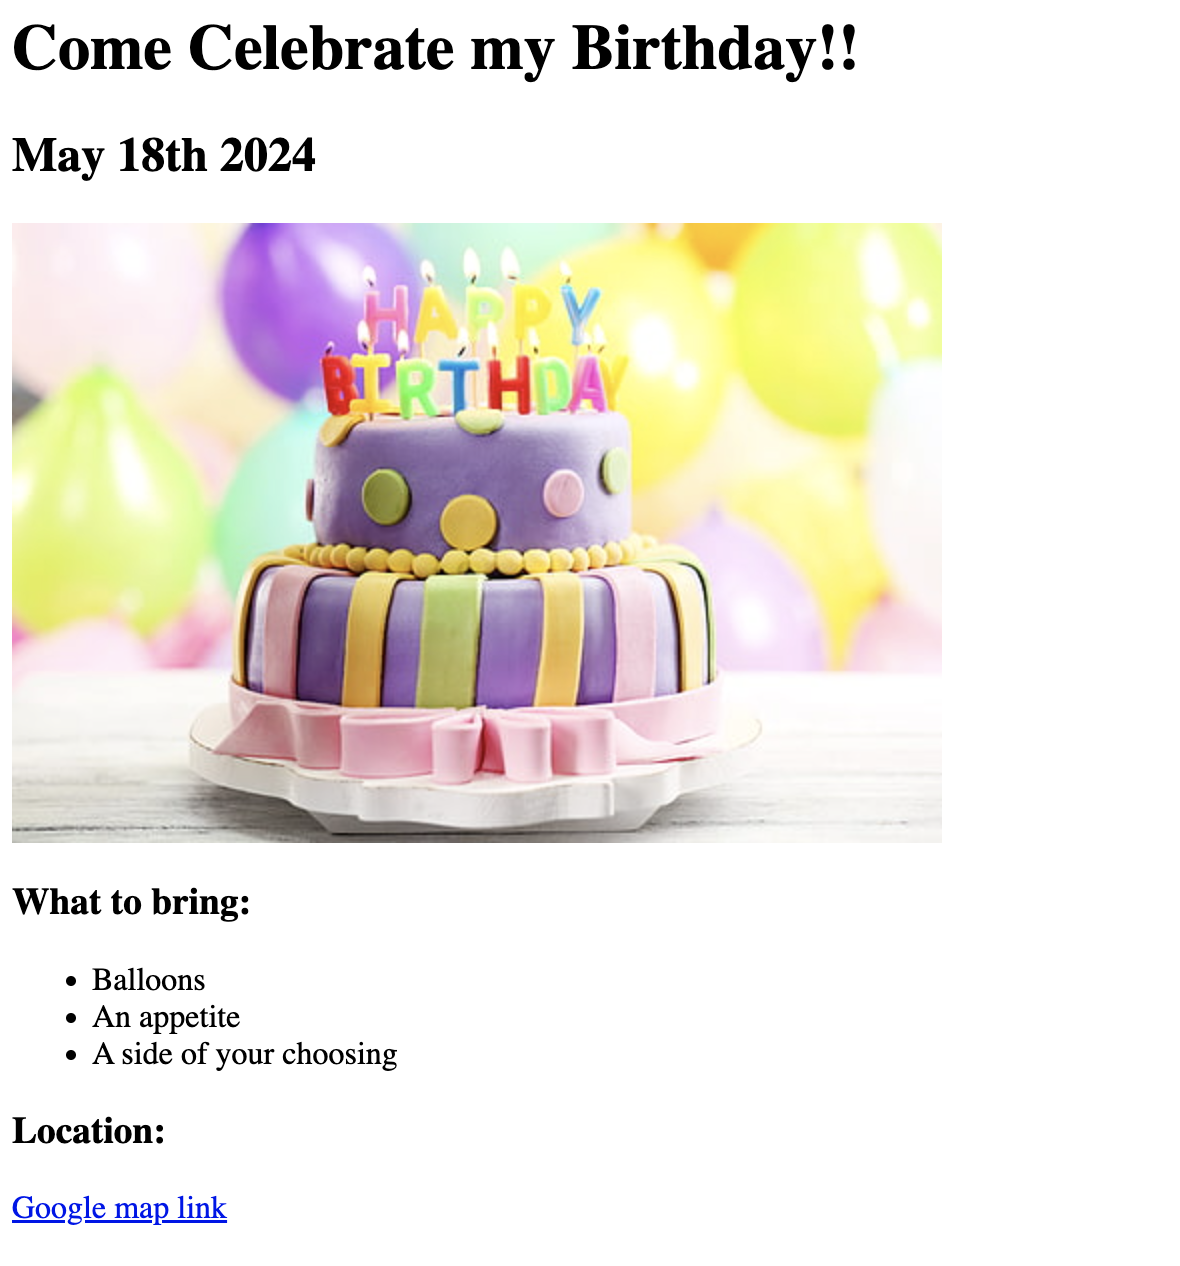 Come Celebrate my Birthday!!
May 18th 2024
HAPPY
BIRTHDAY
What to bring:
Balloons
An appetite
A side of your choosing
Location:
Google map link